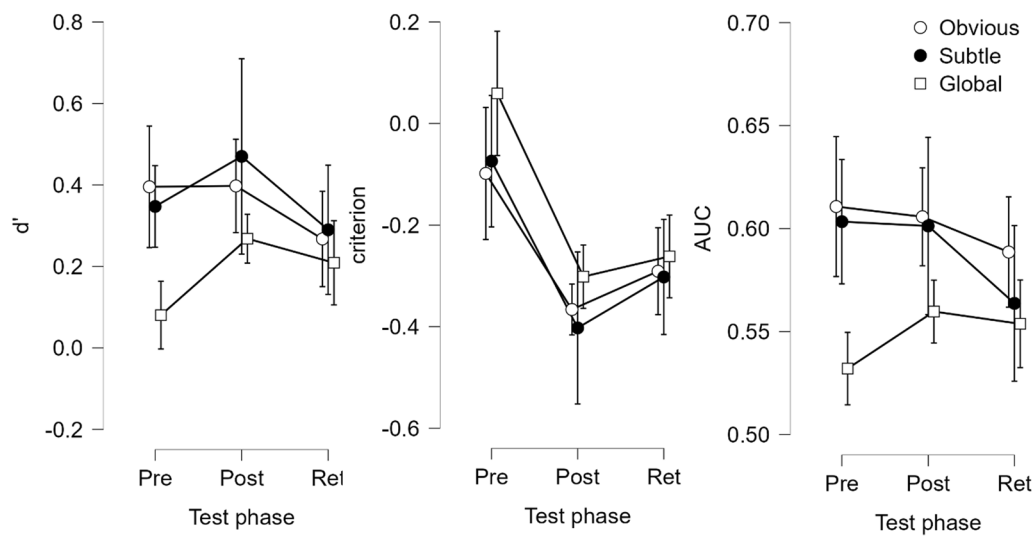 0.8
0.6
0.4
0.2
0.0
-0.2
d'
Pre Post Ret
Test phase
0.2
0.0
-0.2
-0.4
-0.6
criterion
Pre Post Ret
Test phase
0.70
0.65
0.60
0.55
0.50
AUC
Pre Post Ret
Test phase
Obvious
Subtle
Global